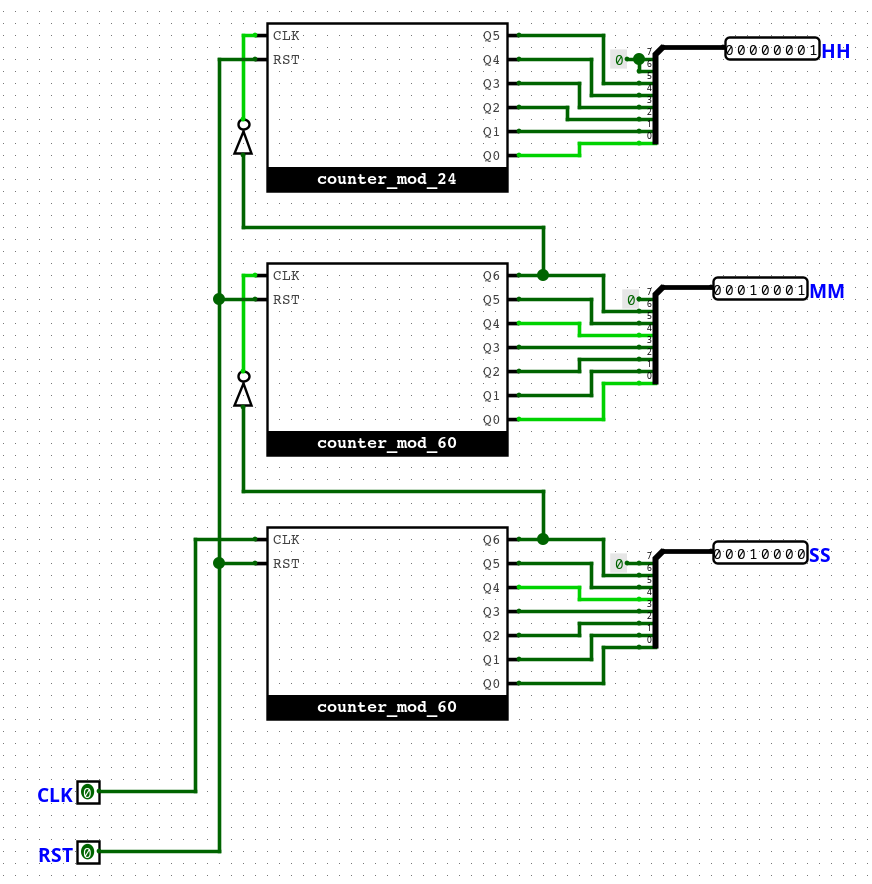 CLK Q5
RST Q4
Q3
Q2
Q1
Q0
counter_mod_24
0
7
6
5
4
3
2
1
0
00000001 HH
CLK Q6
RST Q5
Q4
Q3
Q2
Q1
Q0
counter_mod_60
0
7
6
5
4
3
2
1
0
00010001 MM
CLK Q6
RST Q5
Q4
Q3
Q2
Q1
Q0
counter_mod_60
0
7
6
5
4
3
2
1
0
00010000 SS
CLK 0
RST 0